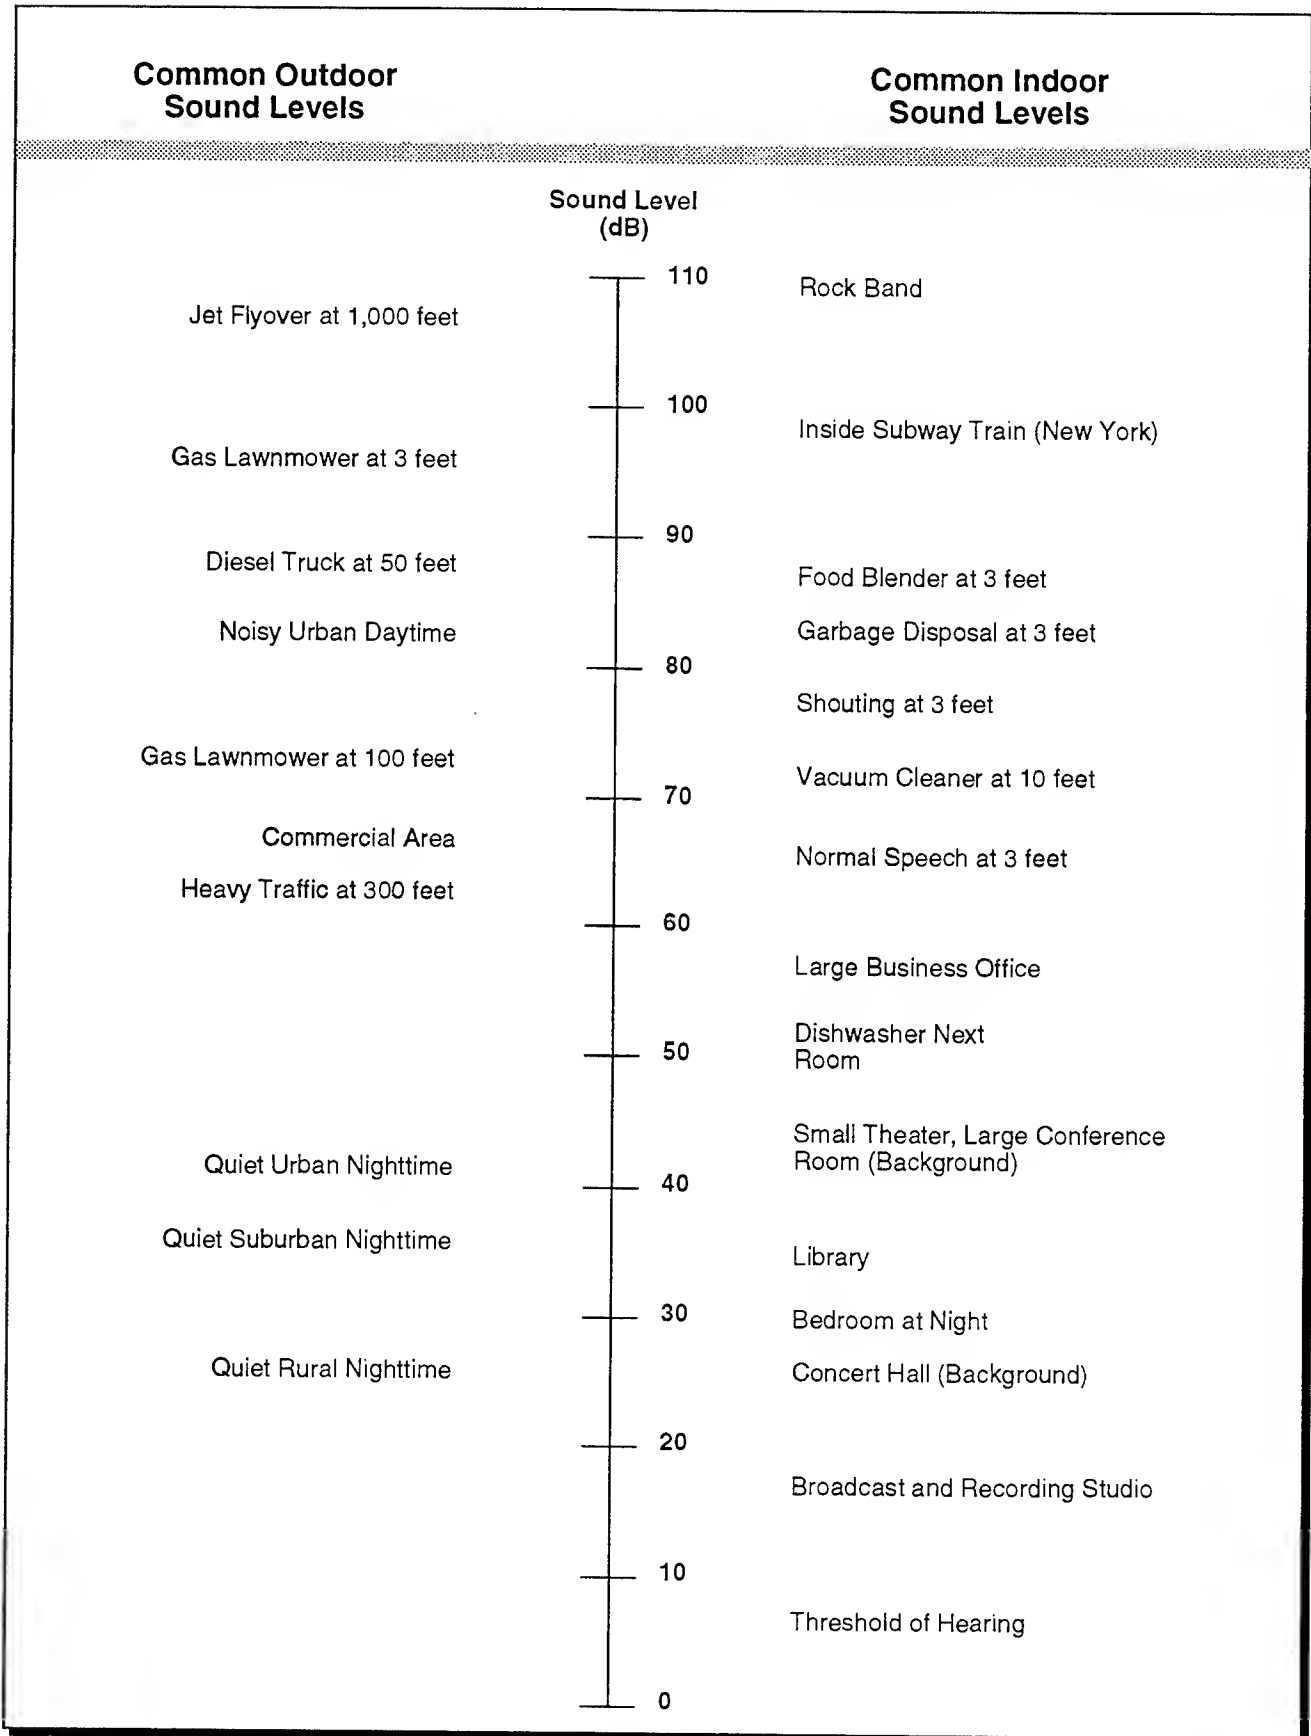 Common Outdoor
Sound Levels
Common Indoor
Sound Levels
Sound Level
(dB)
110
Rock Band
Jet Flyover at 1,000 feet
100
Inside Subway Train (New York)
Gas Lawnmower at 3 feet
90
Diesel Truck at 50 feet
Food Blender at 3 feet
Noisy Urban Daytime
Garbage Disposal at 3 feet
80
Shouting at 3 feet
Gas Lawnmower at 100 feet
Vacuum Cleaner at 10 feet
70
Commercial Area
Normal Speech at 3 feet
Heavy Traffic at 300 feet
60
Large Business Office
Dishwasher Next
Room
50
Small Theater, Large Conference
Room (Background)
Quiet Urban Nighttime
40
Quiet Suburban Nighttime
Library
30
Bedroom at Night
Quiet Rural Nighttime
Concert Hall (Background)
20
Broadcast and Recording Studio
10
Threshold of Hearing
0